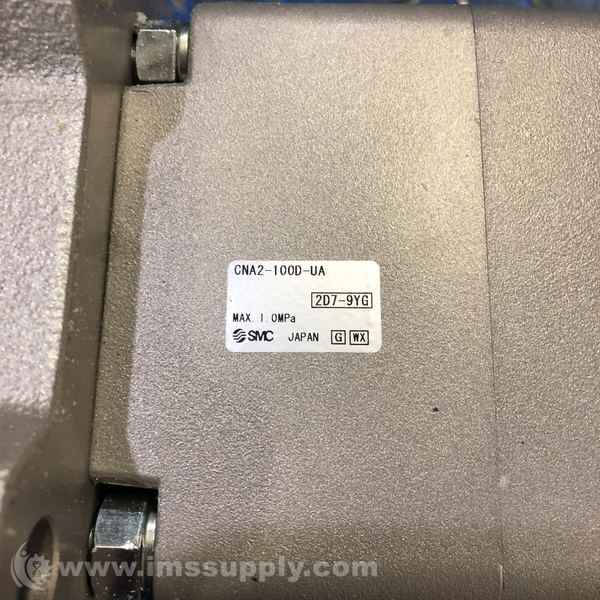 CNA2-100D-UA
2D7-9YG
MAX. 1.0MPa
SMC JAPAN G WX
www.imssupply.com